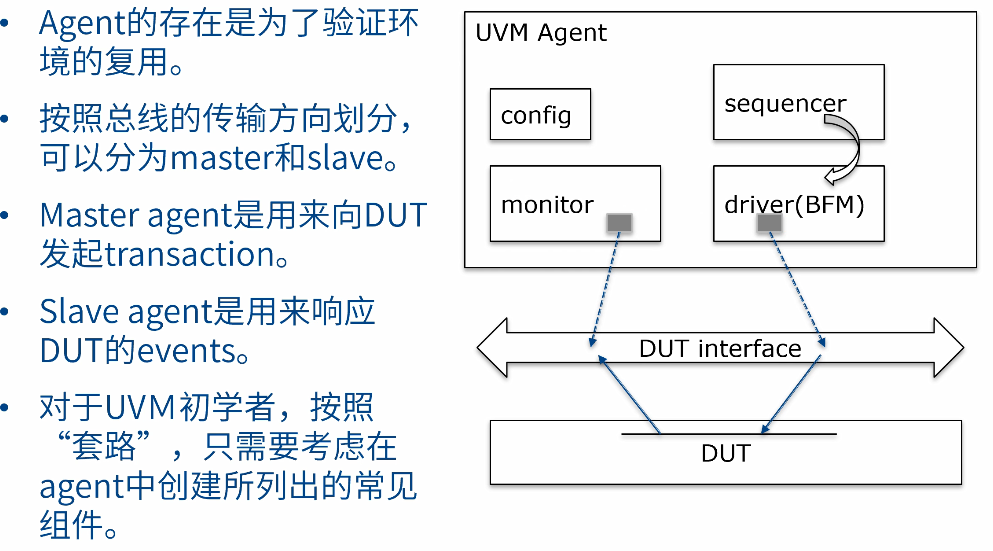 • Agent的存在是为了验证环
境的复用。
• 按照总线的传输方向划分，
可以分为master和slave。
• Master agent是用来向DUT
发起transaction。
• Slave agent是用来响应
DUT的events。
• 对于UVM初学者，按照
“套路”，只需要考虑在
agent中创建所列出的常见
组件。
UVM Agent
config
sequencer
monitor
driver(BFM)
DUT interface
DUT